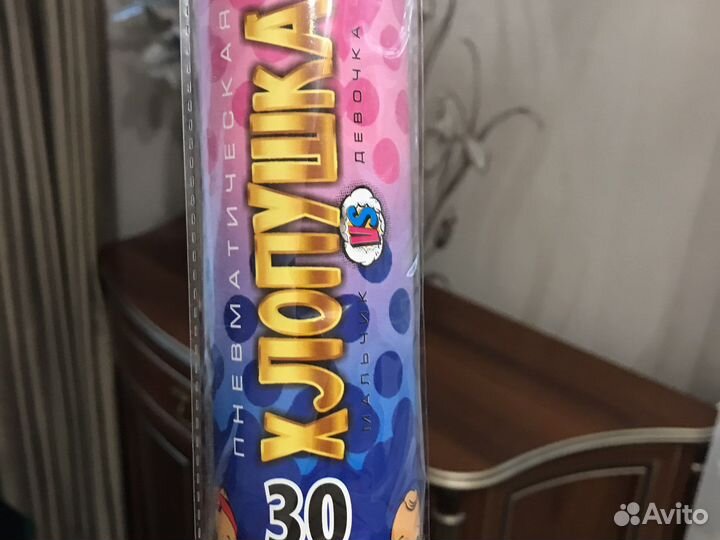 ПНЕВМАТИЧЕСКАЯ
ХЛОПУШКА
МАЛЬЧИК VS ДЕВОЧКА
30
Avito